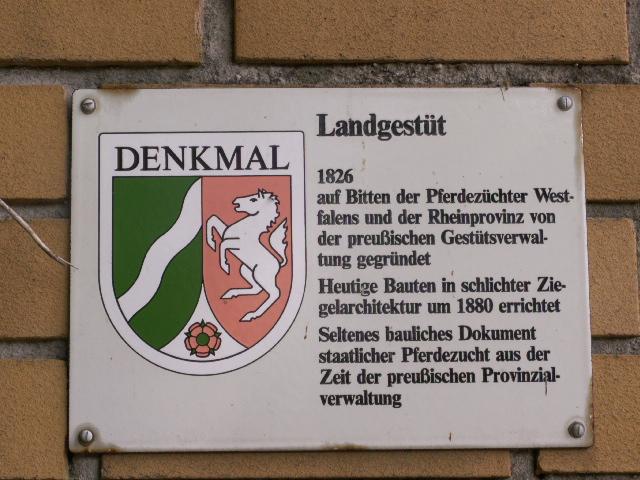 DENKMAL
Landgestüt
1826
auf Bitten der Pferdezüchter West-
falens und der Rheinprovinz von
der preußischen Gestütsverwal-
tung gegründet
Heutige Bauten in schlichter Zie-
gelarchitektur um 1880 errichtet
Seltenes bauliches Dokument
staatlicher Pferdezucht aus der
Zeit der preußischen Provinzial-
verwaltung